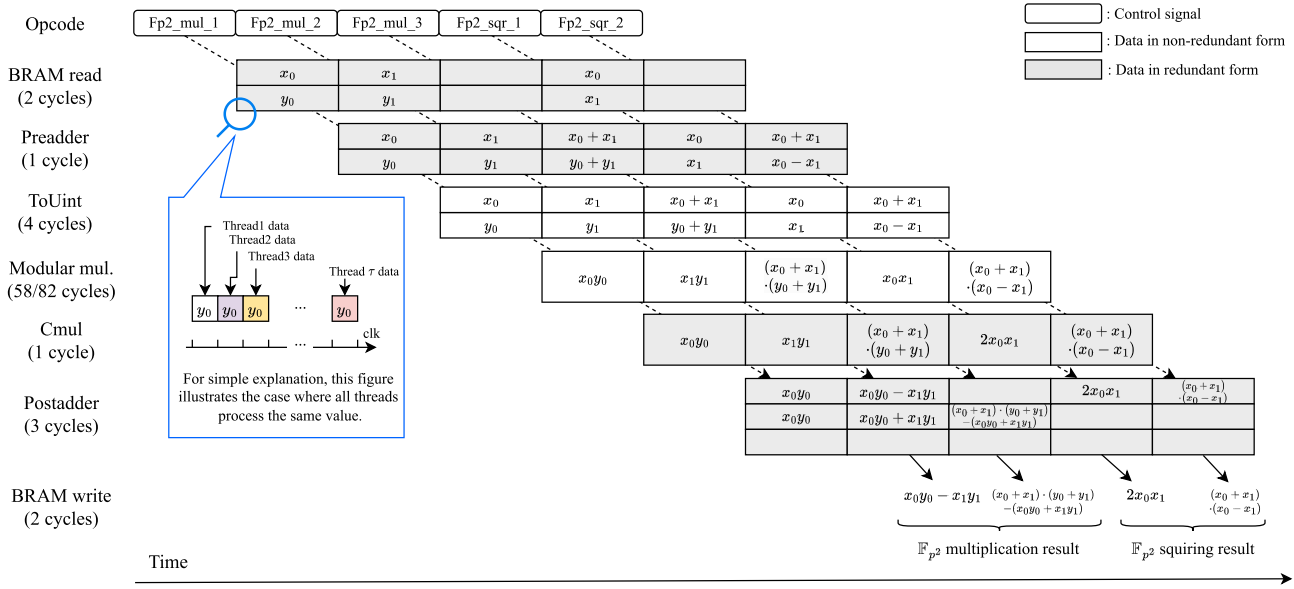 Opcode
Fp2_mul_1 Fp2_mul_2 Fp2_mul_3 Fp2_sqr_1 Fp2_sqr_2
: Control signal
: Data in non-redundant form
: Data in redundant form
BRAM read
(2 cycles)
x₀ x₁ x₀
y₀ y₁ x₁
Preadder
(1 cycle)
x₀ x₁ x₀ + x₁ x₀ x₀ + x₁
y₀ y₁ y₀ + y₁ x₁ x₀ − x₁
ToUint
(4 cycles)
x₀ x₁ x₀ + x₁ x₀ x₀ + x₁
y₀ y₁ y₀ + y₁ x₁ x₀ − x₁
Modular mul.
(58/82 cycles)
x₀y₀ x₁y₁ (x₀ + x₁) x₀x₁ (x₀ + x₁)
·(y₀ + y₁) ·(x₀ − x₁)
Cmul
(1 cycle)
x₀y₀ x₁y₁ (x₀ + x₁) 2x₀x₁ (x₀ + x₁)
·(y₀ + y₁) ·(x₀ − x₁)
Postadder
(3 cycles)
x₀y₀ x₀y₀ − x₁y₁ 2x₀x₁ (x₀ + x₁)
·(x₀ − x₁)
x₀y₀ x₀y₀ + x₁y₁ (x₀ + x₁) · (y₀ + y₁)
−(x₀y₀ + x₁y₁)
BRAM write
(2 cycles)
x₀y₀ − x₁y₁ (x₀ + x₁) · (y₀ + y₁) 2x₀x₁ (x₀ + x₁)
−(x₀y₀ + x₁y₁) ·(x₀ − x₁)
𝔽p² multiplication result 𝔽p² squiring result
Time
Thread1 data
Thread2 data
Thread3 data
Thread τ data
y₀ y₀ y₀ ... y₀
clk
...
For simple explanation, this figure
illustrates the case where all threads
process the same value.